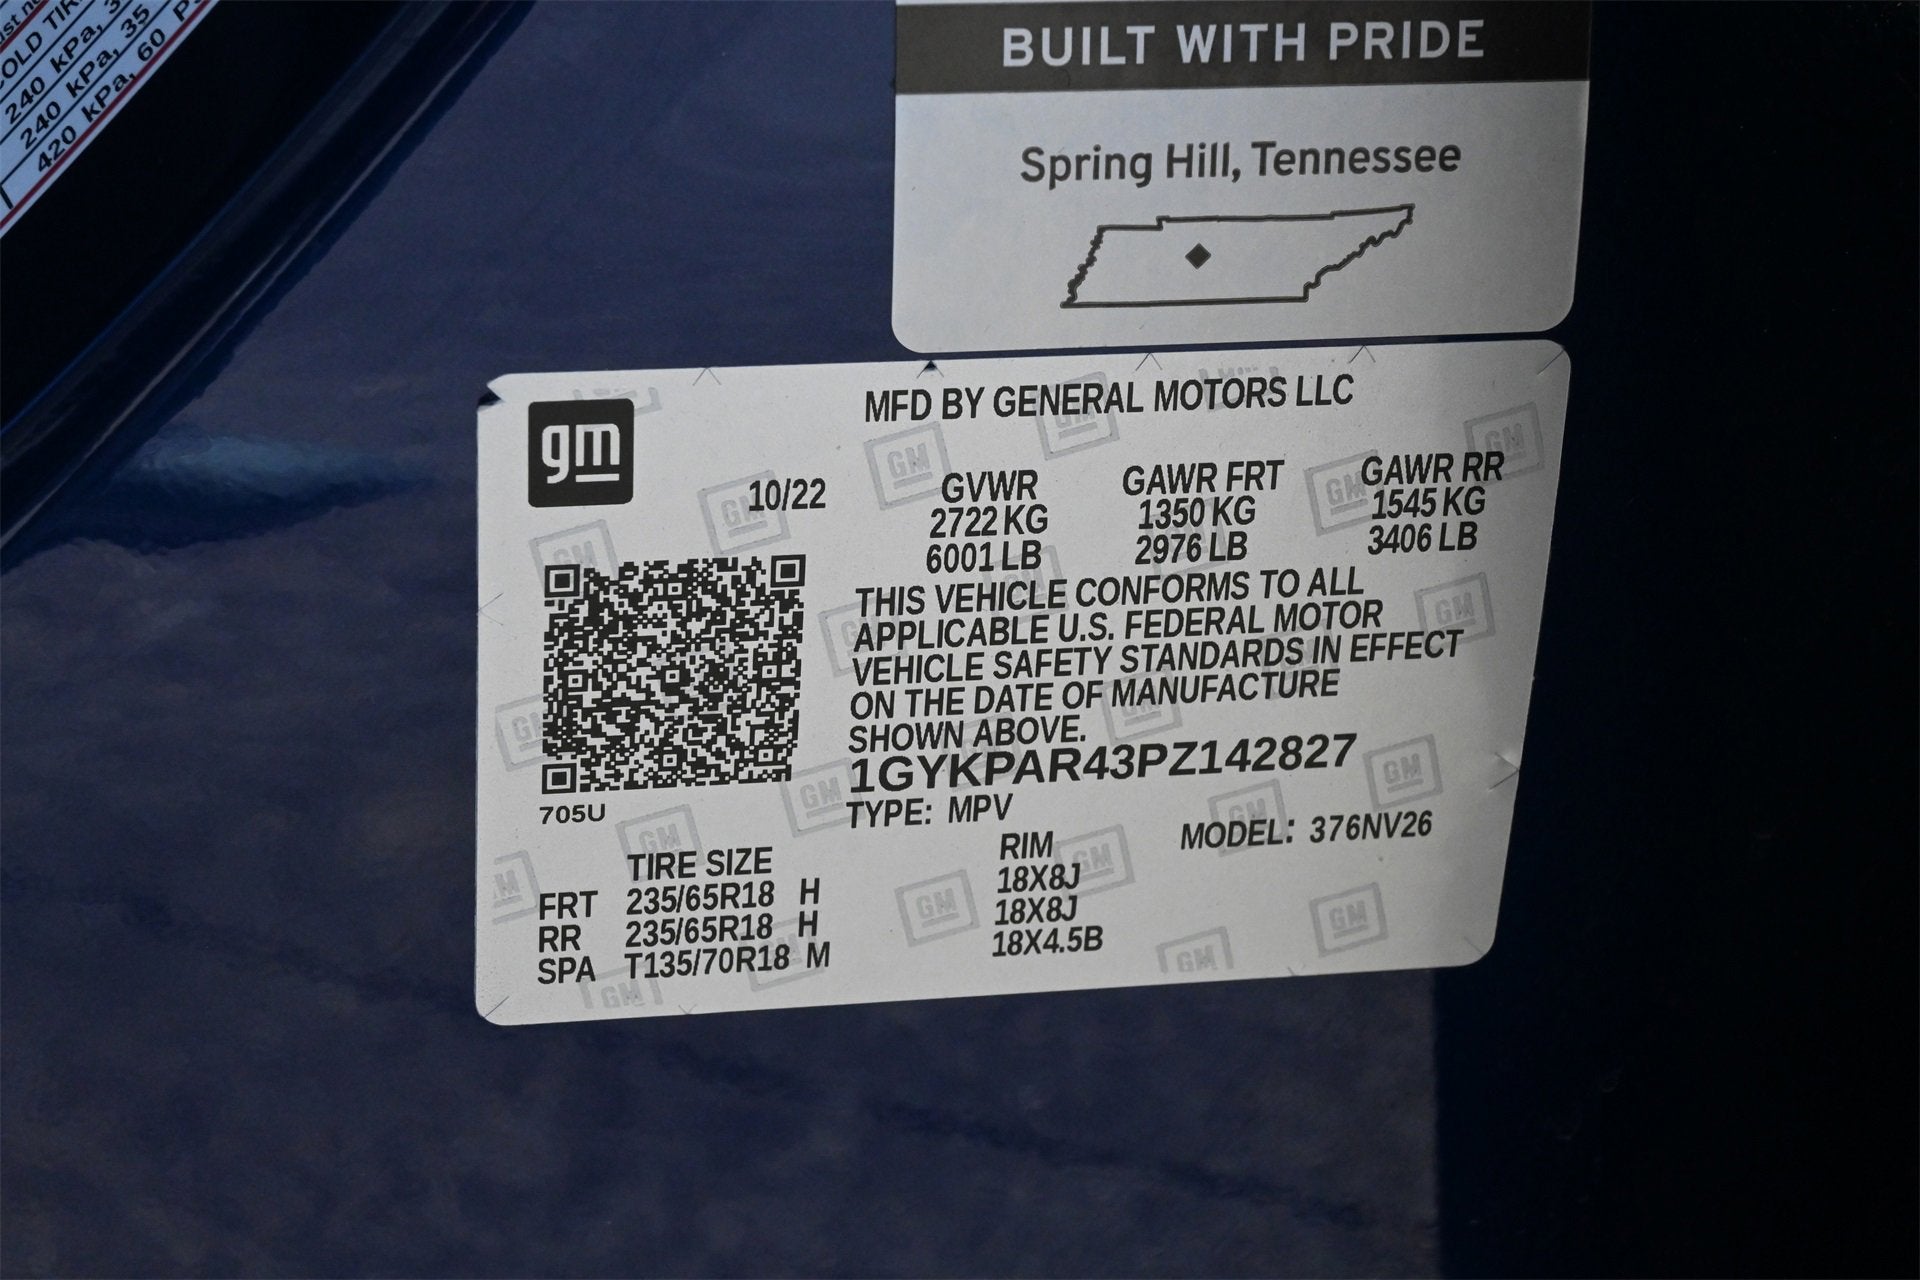 COLD TIR
240 kPa, 3
240 kPa, 35
420 kPa, 60
BUILT WITH PRIDE
Spring Hill, Tennessee
gm
MFD BY GENERAL MOTORS LLC
10/22
GVWR GAWR FRT GAWR RR
2722 KG 1350 KG 1545 KG
6001 LB 2976 LB 3406 LB
THIS VEHICLE CONFORMS TO ALL
APPLICABLE U.S. FEDERAL MOTOR
VEHICLE SAFETY STANDARDS IN EFFECT
ON THE DATE OF MANUFACTURE
SHOWN ABOVE.
1GYKPAR43PZ142827
705U
TYPE: MPV MODEL: 376NV26
TIRE SIZE RIM
FRT 235/65R18 H 18X8J
RR 235/65R18 H 18X8J
SPA T135/70R18 M 18X4.5B